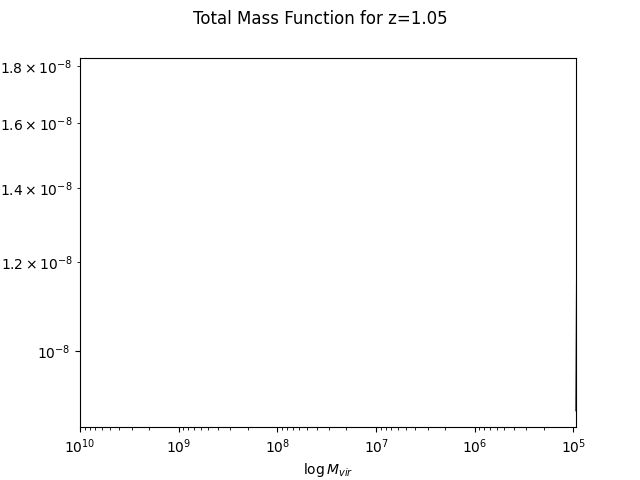 Total Mass Function for z=1.05
1.8 × 10⁻⁸
1.6 × 10⁻⁸
1.4 × 10⁻⁸
1.2 × 10⁻⁸
10⁻⁸
10¹⁰ 10⁹ 10⁸ 10⁷ 10⁶ 10⁵
log M_vir